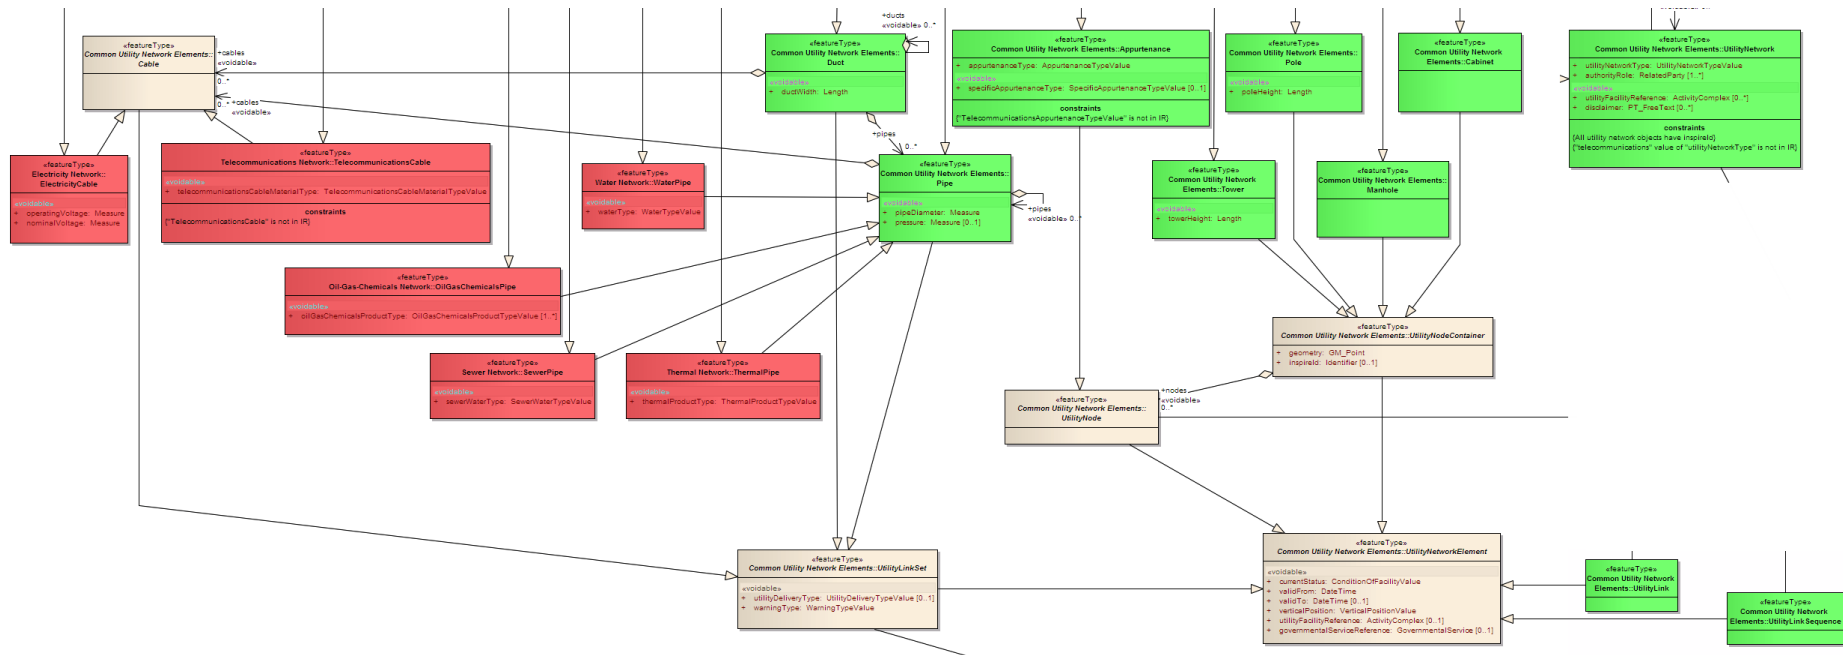 «featureType»
Common Utility Network Elements::
Cable
+cables
«voidable»
0..*
0..*
+cables
«voidable»
«featureType»
Electricity Network::
ElectricityCable
«voidable»
+ operatingVoltage: Measure
+ nominalVoltage: Measure
«featureType»
Telecommunications Network::TelecommunicationsCable
«voidable»
+ telecommunicationsCableMaterialType: TelecommunicationsCableMaterialTypeValue
constraints
{"TelecommunicationsCable" is not in IR}
«featureType»
Oil-Gas-Chemicals Network::OilGasChemicalsPipe
«voidable»
+ oilGasChemicalsProductType: OilGasChemicalsProductTypeValue [1..*]
«featureType»
Sewer Network::SewerPipe
«voidable»
+ sewerWaterType: SewerWaterTypeValue
«featureType»
Water Network::WaterPipe
«voidable»
+ waterType: WaterTypeValue
«featureType»
Thermal Network::ThermalPipe
«voidable»
+ thermalProductType: ThermalProductTypeValue
+ducts
«voidable» 0..*
«featureType»
Common Utility Network Elements::
Duct
«voidable»
+ ductWidth: Length
+pipes
0..*
«featureType»
Common Utility Network Elements::
Pipe
«voidable»
+ pipeDiameter: Measure
+ pressure: Measure [0..1]
+pipes
«voidable» 0..*
«featureType»
Common Utility Network Elements::Appurtenance
+ appurtenanceType: AppurtenanceTypeValue
«voidable»
+ specificAppurtenanceType: SpecificAppurtenanceTypeValue [0..1]
constraints
{"TelecommunicationsAppurtenanceTypeValue" is not in IR}
«featureType»
Common Utility Network Elements::
Pole
«voidable»
+ poleHeight: Length
«featureType»
Common Utility Network
Elements::Cabinet
«featureType»
Common Utility Network Elements::UtilityNetwork
+ utilityNetworkType: UtilityNetworkTypeValue
+ authorityRole: RelatedParty [1..*]
«voidable»
+ utilityFacilityReference: ActivityComplex [0..*]
+ disclaimer: PT_FreeText [0..*]
constraints
{All utility network objects have inspireId}
{"telecommunications" value of "utilityNetworkType" is not in IR}
«featureType»
Common Utility Network
Elements::Tower
«voidable»
+ towerHeight: Length
«featureType»
Common Utility Network Elements::
Manhole
«featureType»
Common Utility Network Elements::UtilityNodeContainer
+ geometry: GM_Point
+ inspireId: Identifier [0..1]
+nodes
«voidable»
0..*
«featureType»
Common Utility Network Elements::
UtilityNode
«featureType»
Common Utility Network Elements::UtilityLinkSet
«voidable»
+ utilityDeliveryType: UtilityDeliveryTypeValue [0..1]
+ warningType: WarningTypeValue
«featureType»
Common Utility Network Elements::UtilityNetworkElement
«voidable»
+ currentStatus: ConditionOfFacilityValue
+ validFrom: DateTime
+ validTo: DateTime [0..1]
+ verticalPosition: VerticalPositionValue
+ utilityFacilityReference: ActivityComplex [0..1]
+ governmentalServiceReference: GovernmentalService [0..1]
«featureType»
Common Utility Network
Elements::UtilityLink
«featureType»
Common Utility Network
Elements::UtilityLinkSequence